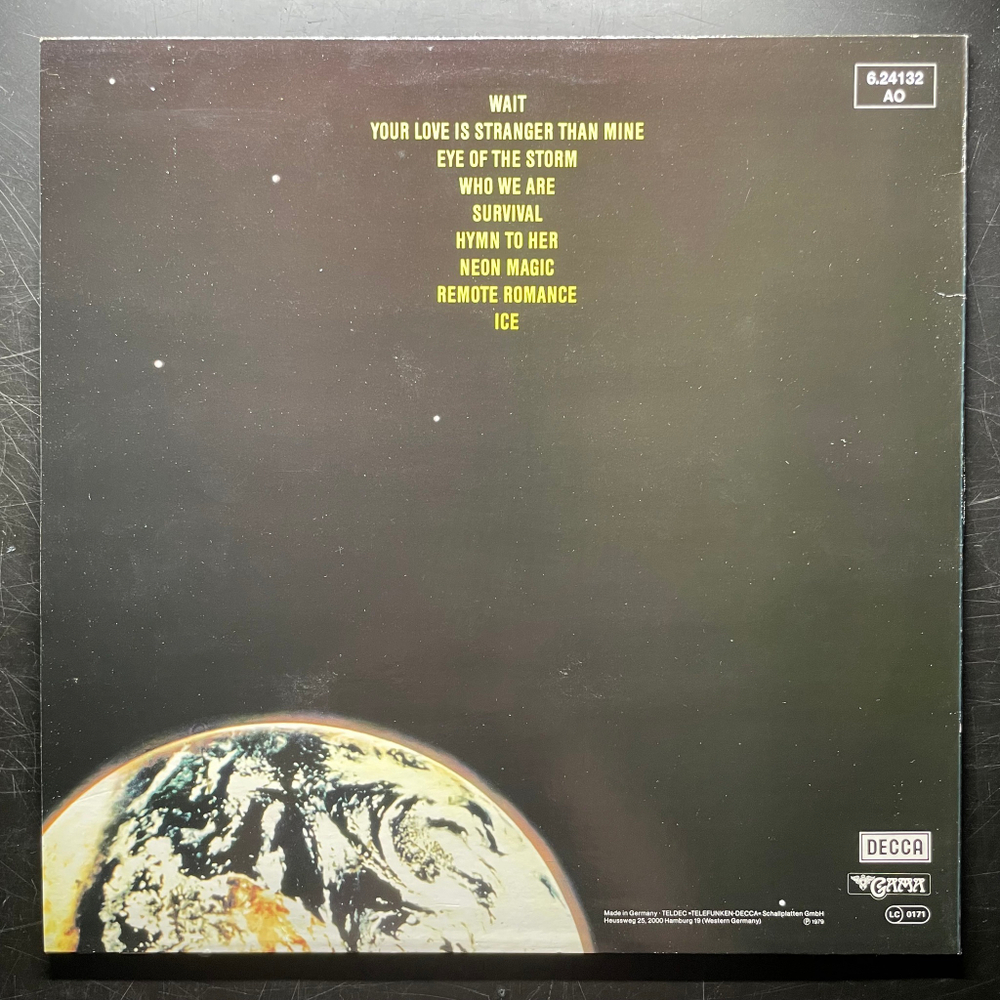 6.24132
AO
WAIT
YOUR LOVE IS STRANGER THAN MINE
EYE OF THE STORM
WHO WE ARE
SURVIVAL
HYMN TO HER
NEON MAGIC
REMOTE ROMANCE
ICE
DECCA
GAMA
LC 0171
Made in Germany · TELDEC »TELEFUNKEN-DECCA« Schallplatten GmbH
Heussweg 25, 2000 Hamburg 19 (Western Germany) ℗ 1979